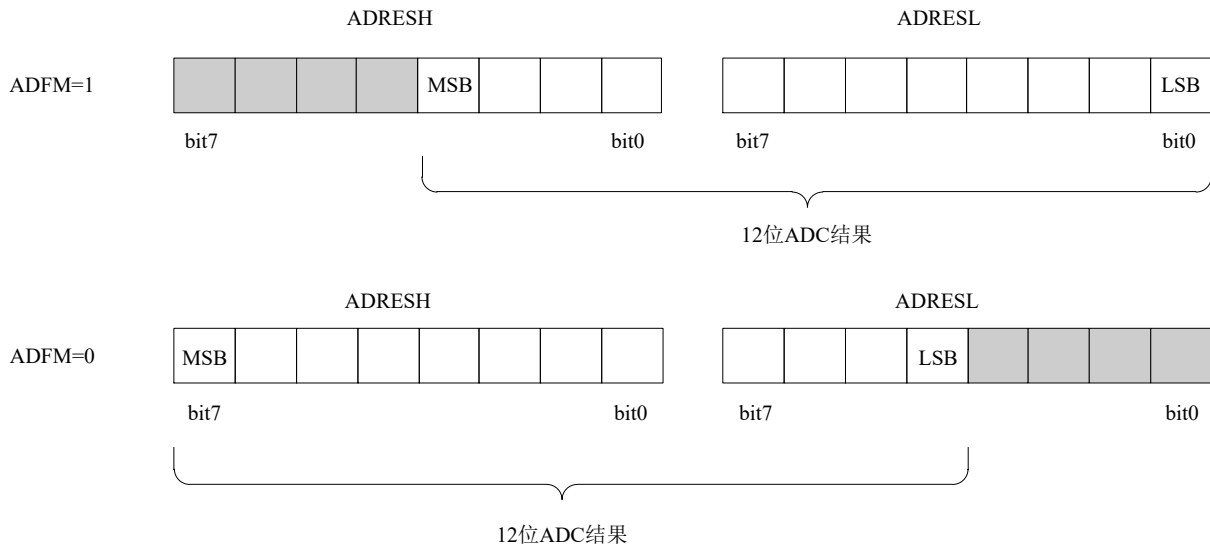 ADRESH ADRESL
ADFM=1 MSB LSB
bit7 bit0 bit7 bit0
12位ADC结果
ADRESH ADRESL
ADFM=0 MSB LSB
bit7 bit0 bit7 bit0
12位ADC结果